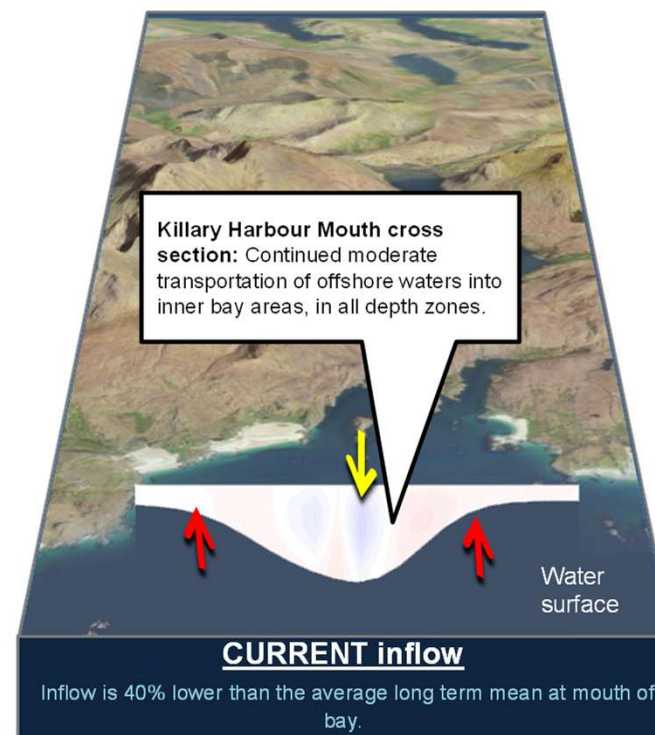 Killary Harbour Mouth cross
section: Continued moderate
transportation of offshore waters into
inner bay areas, in all depth zones.
Water
surface
CURRENT inflow
Inflow is 40% lower than the average long term mean at mouth of
bay.